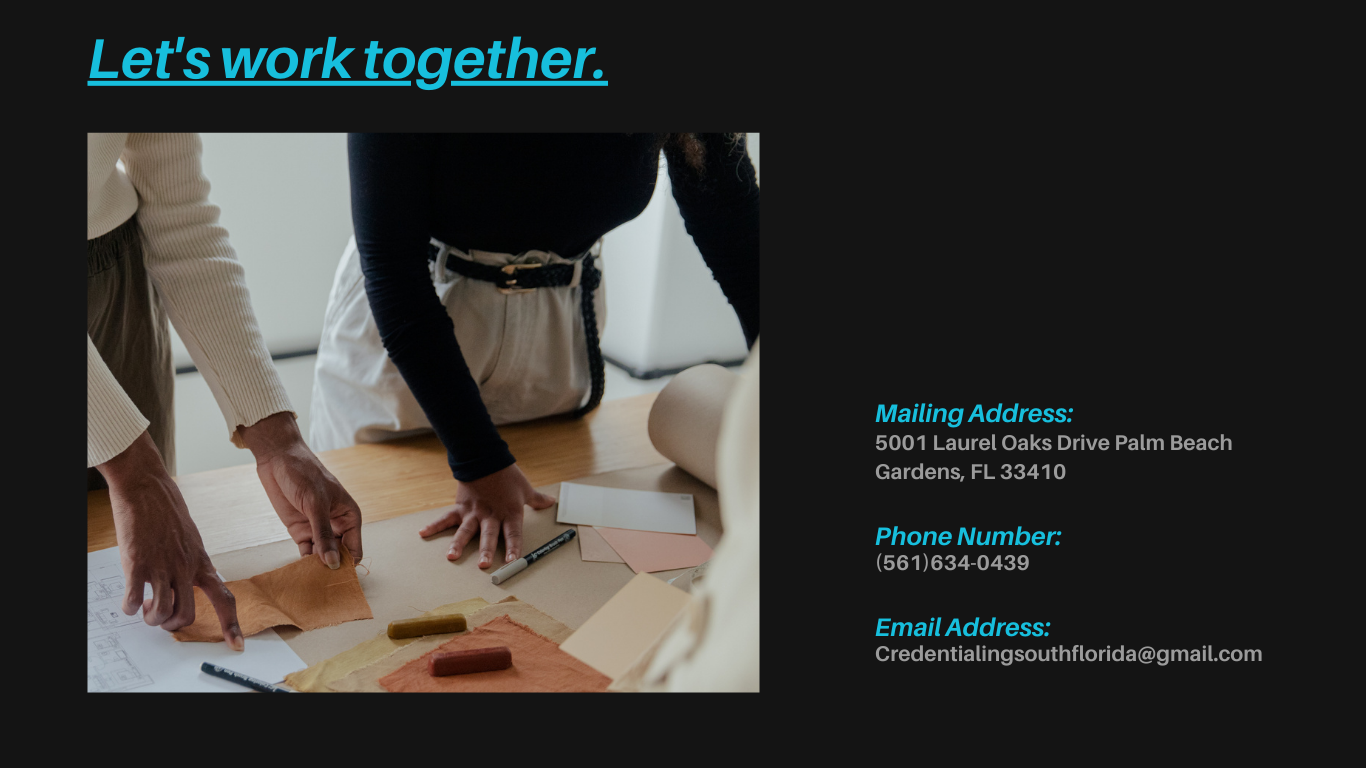 Let's work together.
Mailing Address:
5001 Laurel Oaks Drive Palm Beach
Gardens, FL 33410
Phone Number:
(561)634-0439
Email Address:
Credentialingsouthflorida@gmail.com